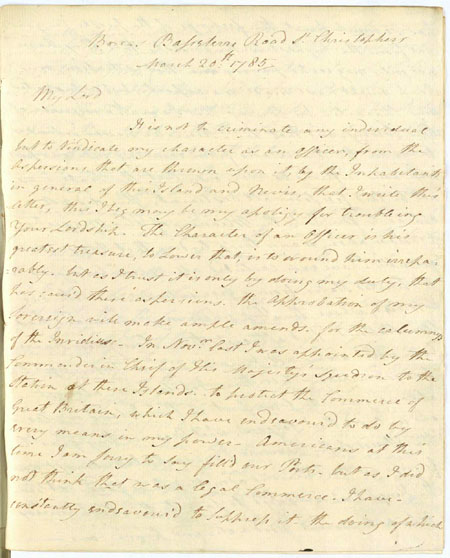 Boreas Basseterre Road St. Christophers
March 20th 1785
My Lord
It is not to criminate any individual
but to vindicate my character as an Officer, from the
aspersions that are thrown upon it, by the Inhabitants
in general of this Island and Nevis, that I write this
letter, this I beg may be my apology for troubling
Your Lordship. The Character of an Officer is his
greatest treasure, to lower that, is to wound him irrepa-
=rably. but as I trust it is only by doing my duty, that
has caus'd these aspersions. the approbation of my
Sovereign will make ample amends. for the calumny
of the Invidius - In Novr. last I was appointed by the
Commander in Chief of His Majesty's Squadron to the
Station of these Islands. to protect the Commerce of
Great Britain, which I have endeavour'd to do by
every means in my power - Americans at this
time I am sorry to say fill'd our Ports - but as I did
not think that was a legal Commerce - I have -
constantly endeavour'd to suppress it. the doing of which